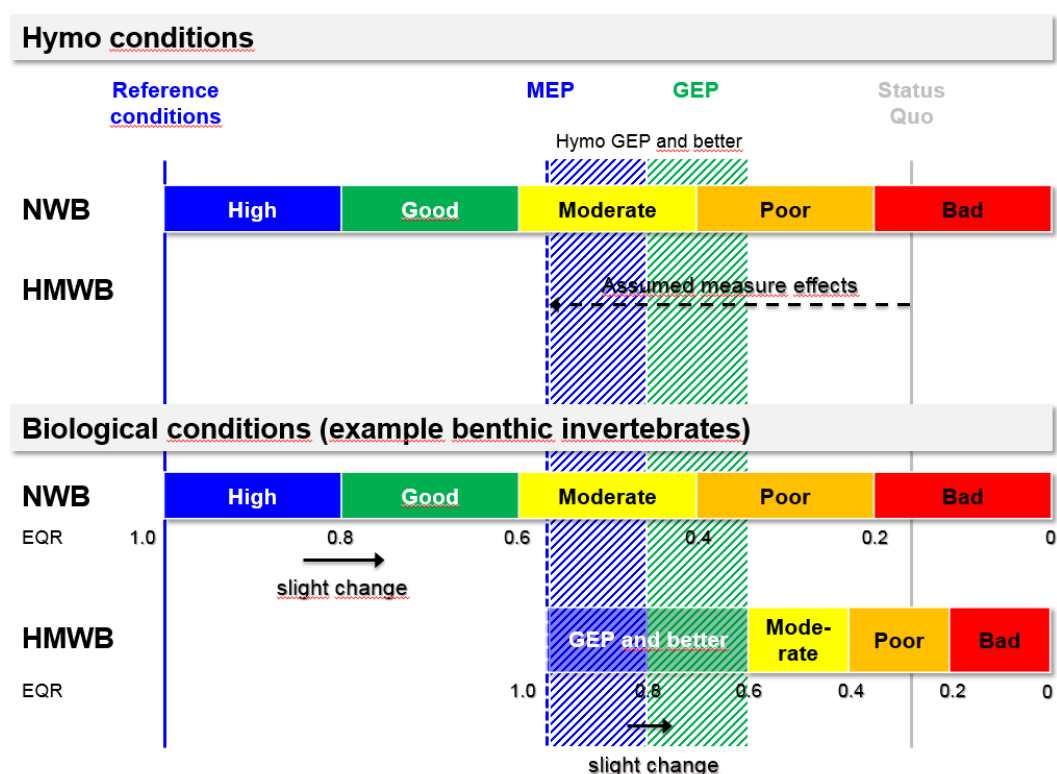 Hymo conditions
Reference
conditions
MEP
GEP
Status
Quo
Hymo GEP and better
NWB
High
Good
Moderate
Poor
Bad
HMWB
Assumed measure effects
Biological conditions (example benthic invertebrates)
NWB
High
Good
Moderate
Poor
Bad
EQR
1.0
0.8
0.6
0.4
0.2
0
slight change
HMWB
GEP and better
Mode-
rate
Poor
Bad
EQR
1.0
0.8
0.6
0.4
0.2
0
slight change